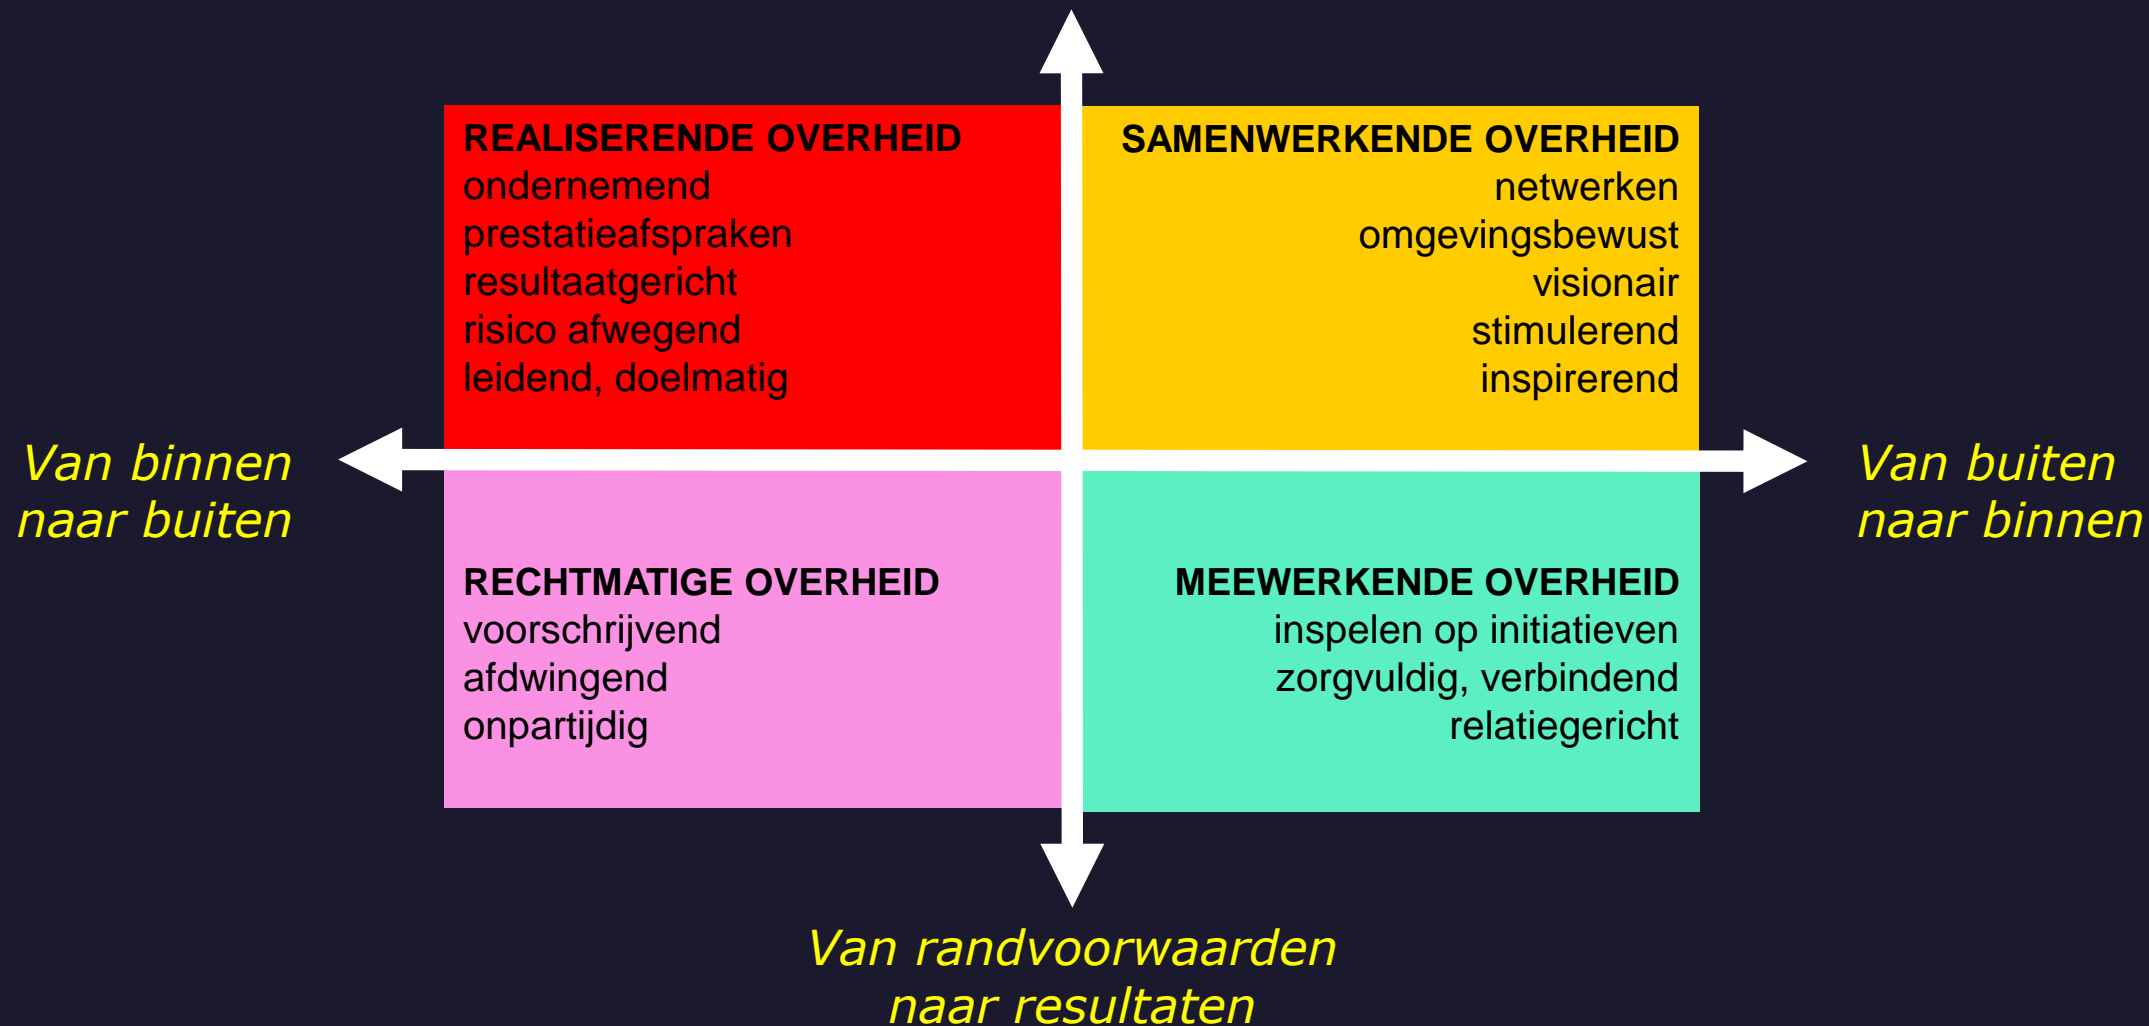 REALISERENDE OVERHEID
ondernemend
prestatieafspraken
resultaatgericht
risico afwegend
leidend, doelmatig
SAMENWERKENDE OVERHEID
netwerken
omgevingsbewust
visionair
stimulerend
inspirerend
Van binnen
naar buiten
Van buiten
naar binnen
RECHTMATIGE OVERHEID
voorschrijvend
afdwingend
onpartijdig
MEEWERKENDE OVERHEID
inspelen op initiatieven
zorgvuldig, verbindend
relatiegericht
Van randvoorwaarden
naar resultaten